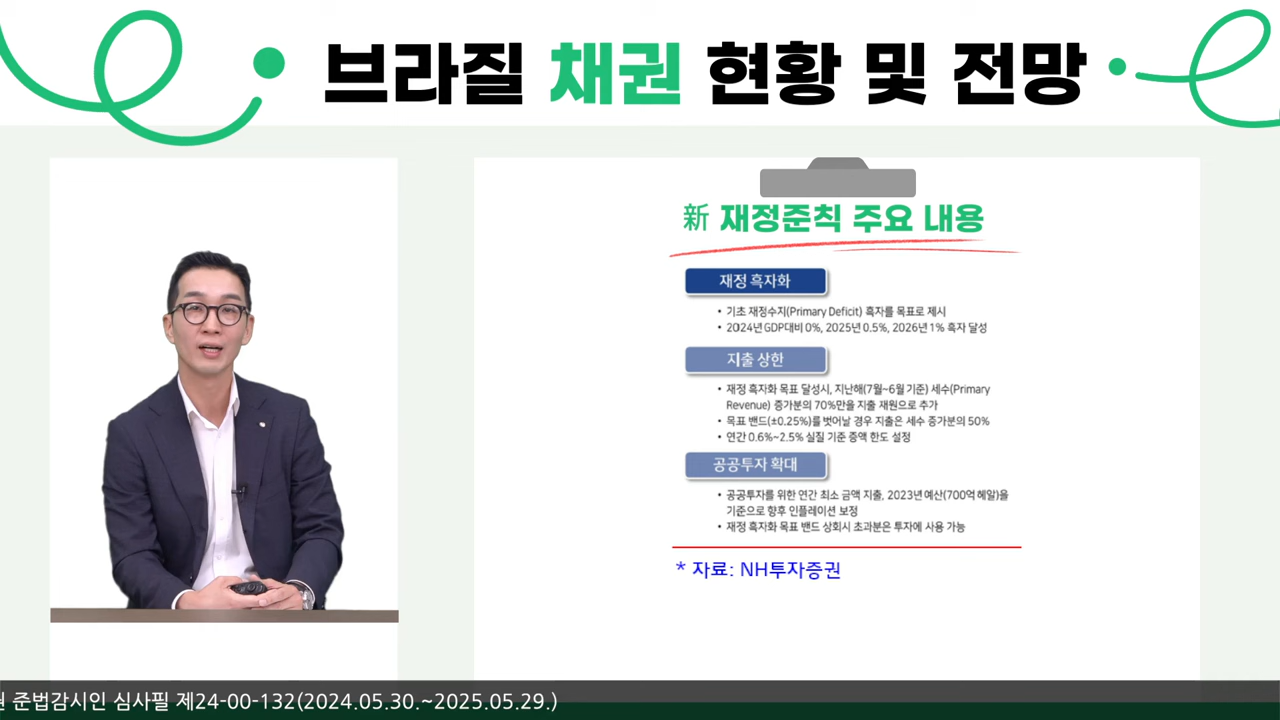 브라질 채권 현황 및 전망
新 재정준칙 주요 내용
재정 흑자화
• 기초 재정수지(Primary Deficit) 흑자를 목표로 제시
• 2024년 GDP대비 0%, 2025년 0.5%, 2026년 1% 흑자 달성
지출 상한
• 재정 흑자화 목표 달성시, 지난해(7월~6월 기준) 세수(Primary
Revenue) 증가분의 70%만을 지출 재원으로 추가
• 목표 밴드(±0.25%)를 벗어날 경우 지출은 세수 증가분의 50%
• 연간 0.6%~2.5% 실질 기준 증액 한도 설정
공공투자 확대
• 공공투자를 위한 연간 최소 금액 지출, 2023년 예산(700억 헤알)을
기준으로 향후 인플레이션 보정
• 재정 흑자화 목표 밴드 상회시 초과분은 투자에 사용 가능
* 자료: NH투자증권
준법감시인 심사필 제24-00-132(2024.05.30.~2025.05.29.)